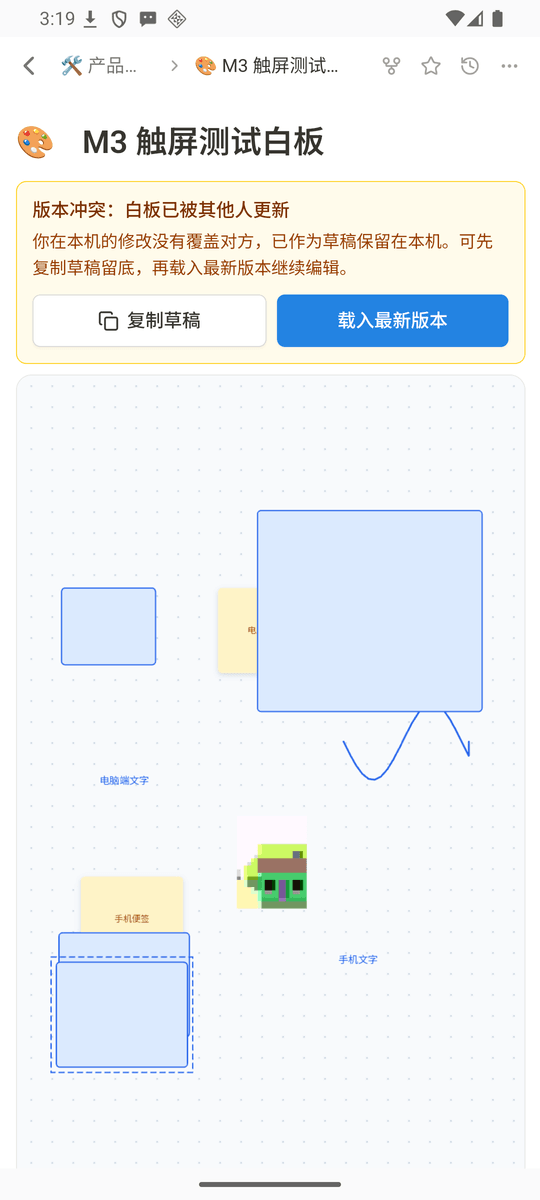 3:19
产品...
M3 触屏测试...
M3 触屏测试白板
版本冲突：白板已被其他人更新
你在本机的修改没有覆盖对方，已作为草稿保留在本机。可先
复制草稿留底，再载入最新版本继续编辑。
复制草稿
载入最新版本
电
电脑端文字
手机便签
手机文字